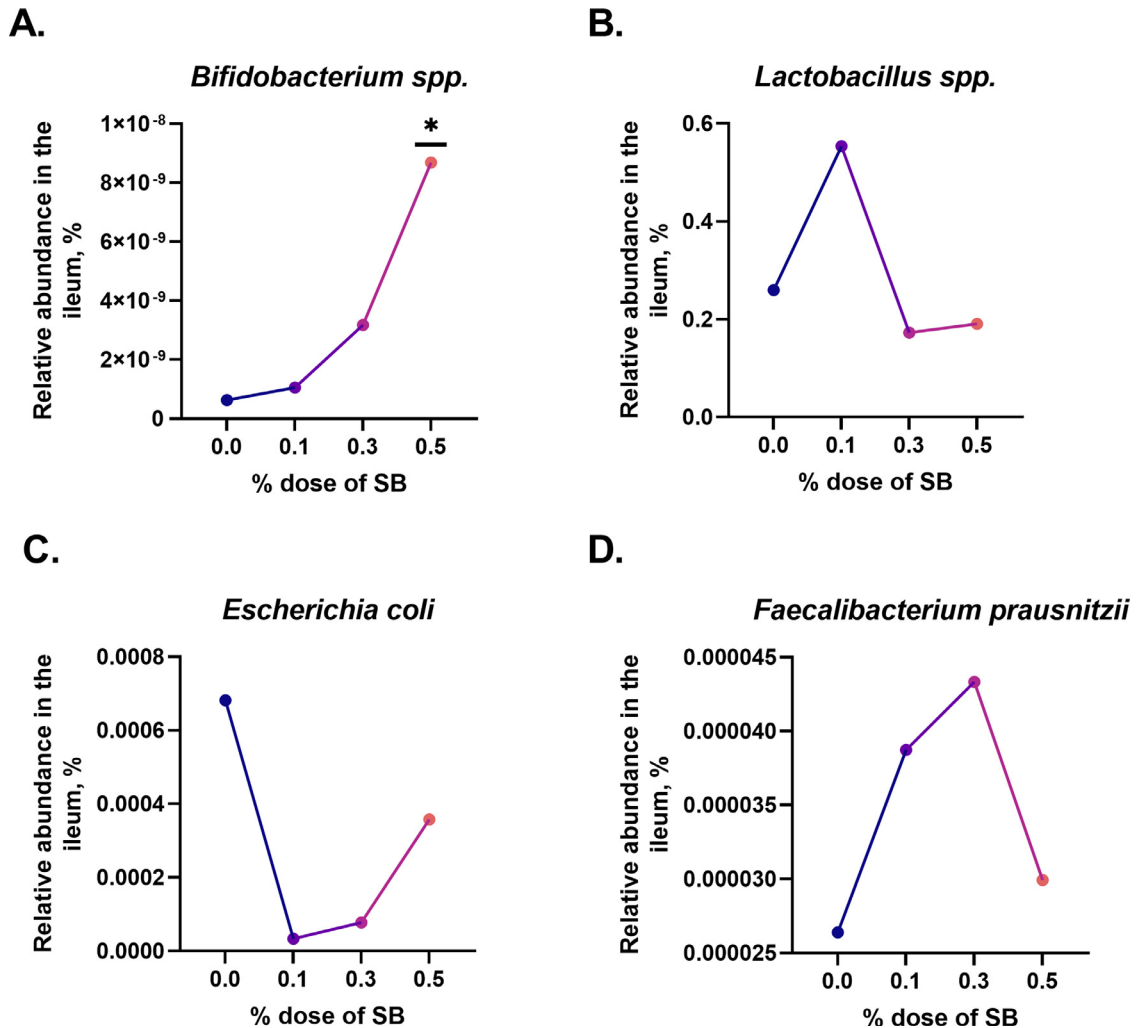 A.
Bifidobacterium spp.
Relative abundance in the
ileum, %
1×10⁻⁸
8×10⁻⁹
6×10⁻⁹
4×10⁻⁹
2×10⁻⁹
0
*
0.0 0.1 0.3 0.5
% dose of SB
B.
Lactobacillus spp.
Relative abundance in the
ileum, %
0.6
0.4
0.2
0.0
0.0 0.1 0.3 0.5
% dose of SB
C.
Escherichia coli
Relative abundance in the
ileum, %
0.0008
0.0006
0.0004
0.0002
0.0000
0.0 0.1 0.3 0.5
% dose of SB
D.
Faecalibacterium prausnitzii
Relative abundance in the
ileum, %
0.000045
0.000040
0.000035
0.000030
0.000025
0.0 0.1 0.3 0.5
% dose of SB